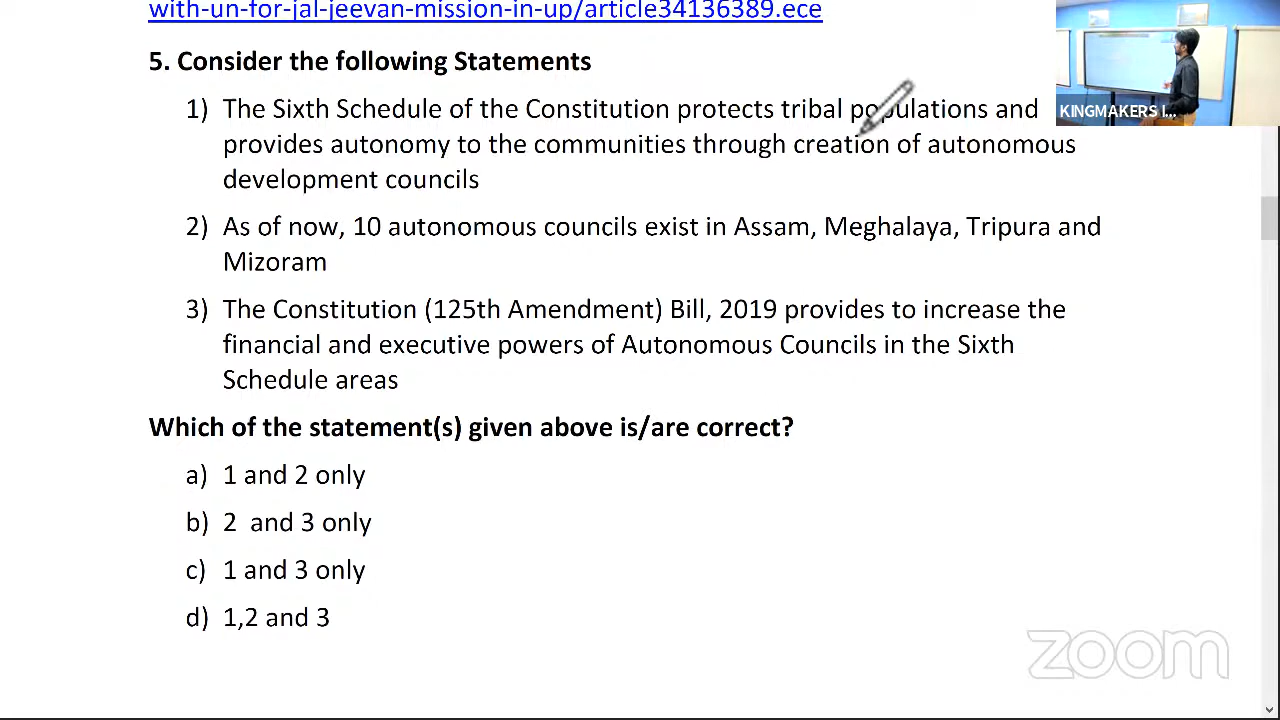 with-un-for-jal-jeevan-mission-in-up/article34136389.ece
5. Consider the following Statements
1) The Sixth Schedule of the Constitution protects tribal populations and
provides autonomy to the communities through creation of autonomous
development councils
2) As of now, 10 autonomous councils exist in Assam, Meghalaya, Tripura and
Mizoram
3) The Constitution (125th Amendment) Bill, 2019 provides to increase the
financial and executive powers of Autonomous Councils in the Sixth
Schedule areas
Which of the statement(s) given above is/are correct?
a) 1 and 2 only
b) 2  and 3 only
c) 1 and 3 only
d) 1,2 and 3
KINGMAKERS I...
zoom